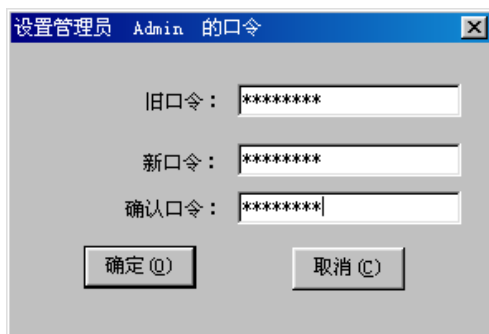 设置管理员 Admin 的口令
旧口令： ********
新口令： ********
确认口令： ********
确定(O) 取消(C)